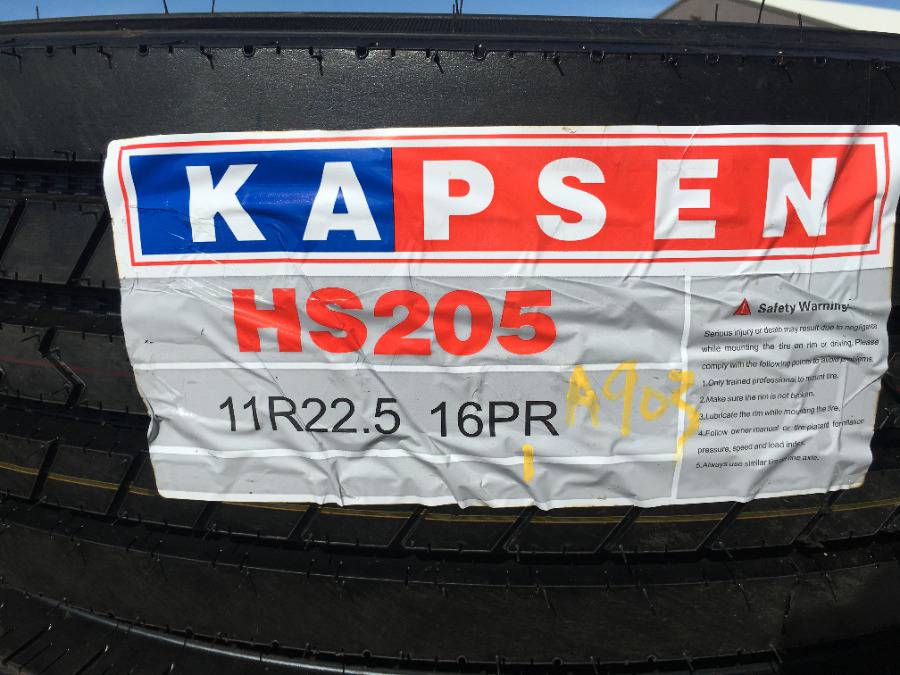 KAPSEN
HS205
11R22.5 16PR
A903
1
Safety Warning
Serious injury or death may result due to negligence
while mounting the tire on rim or driving. Please
comply with the following points to avoid problems.
1.Only trained professional to mount tire.
2.Make sure the rim is not broken.
3.Lubricate the rim while mounting the tire.
4.Follow owner manual or tire placard for inflation
pressure, speed and load index.
5.Always use similar tire on one axle.